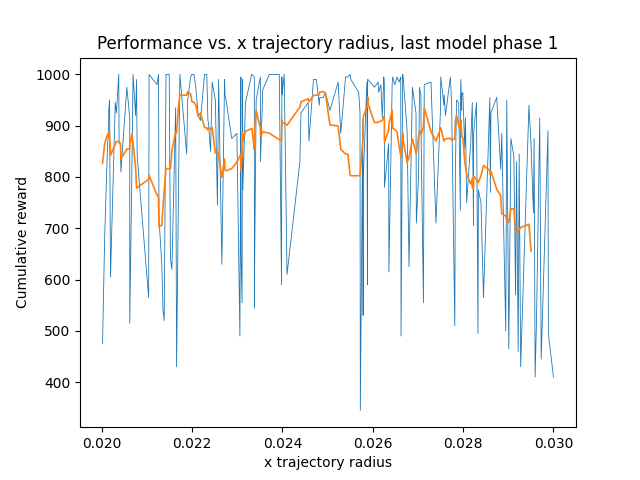 Performance vs. x trajectory radius, last model phase 1
Cumulative reward
1000
900
800
700
600
500
400
0.020 0.022 0.024 0.026 0.028 0.030
x trajectory radius